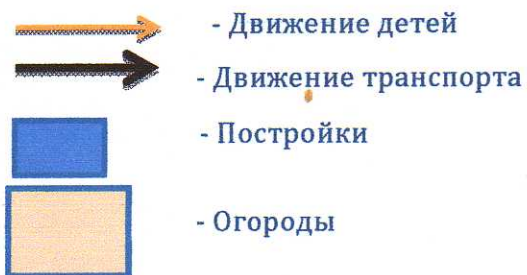 - Движение детей
- Движение транспорта
- Постройки
- Огороды